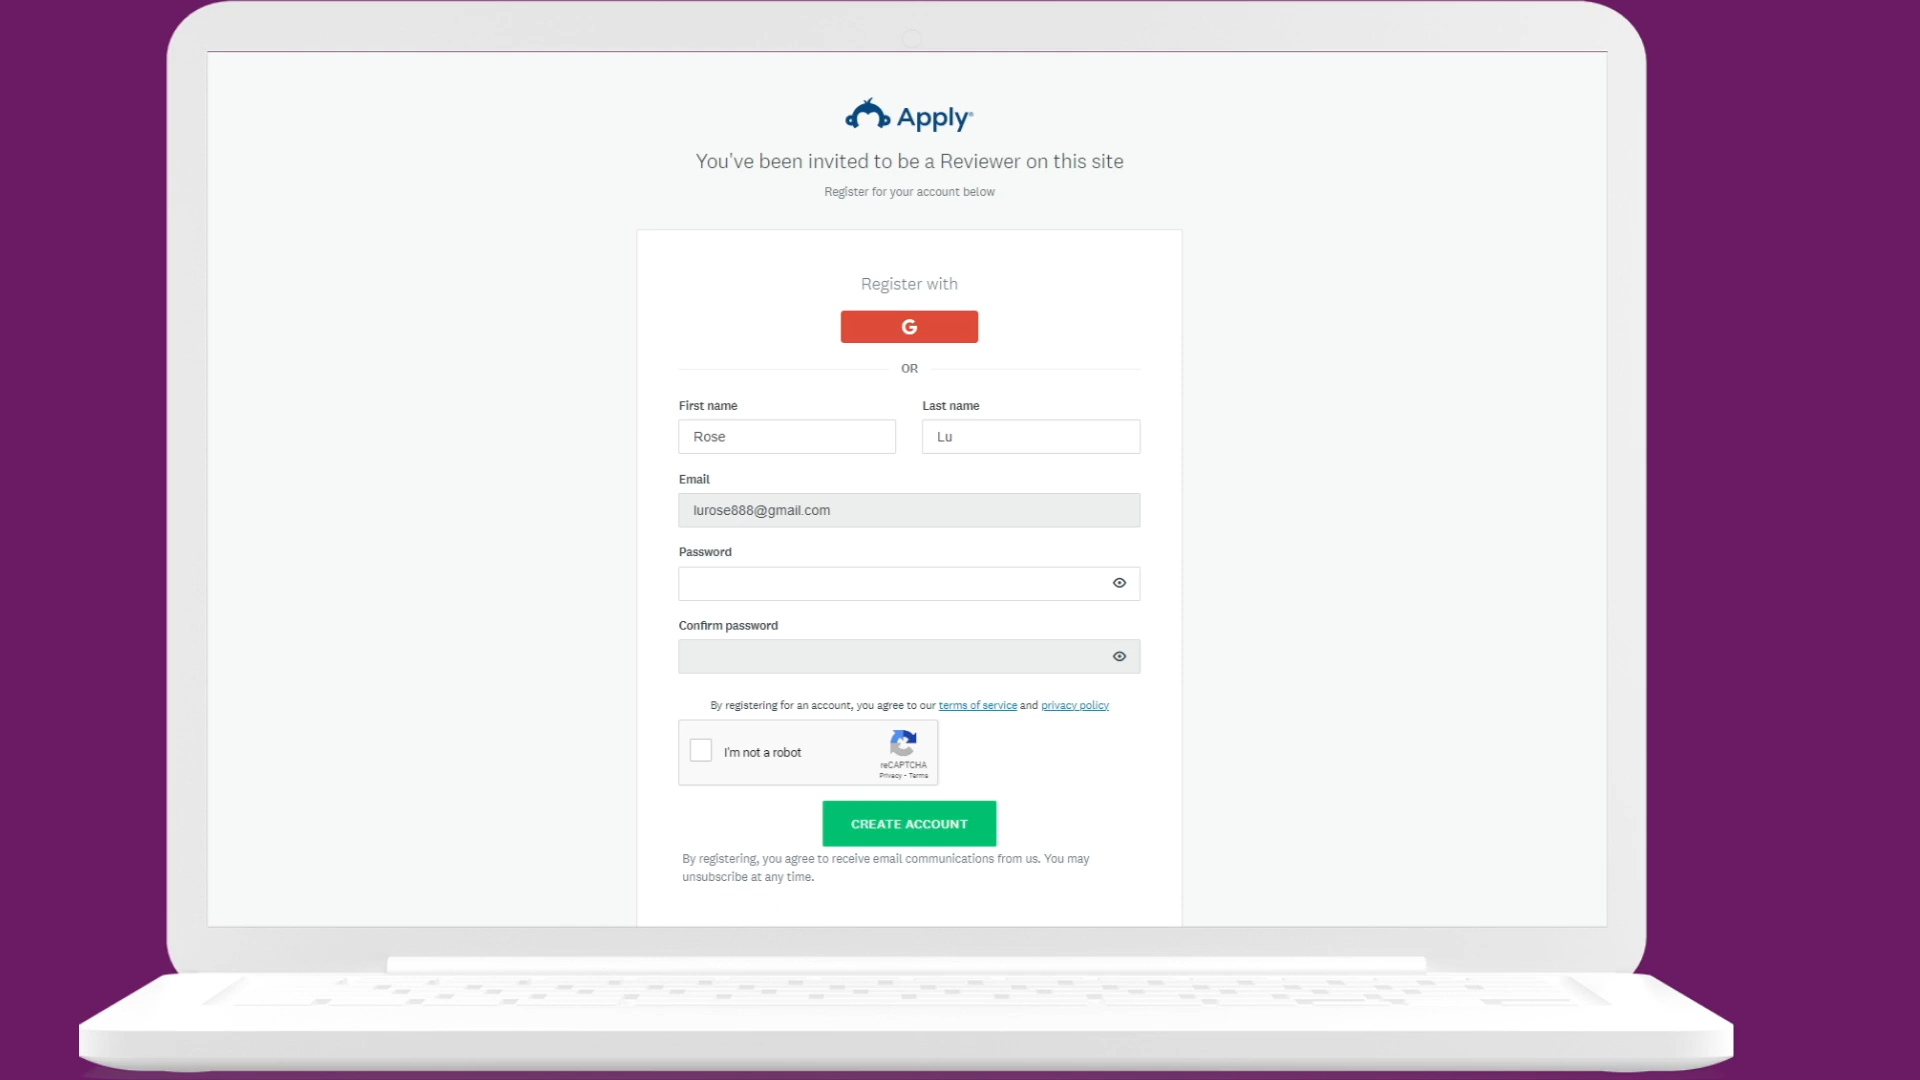 Apply
You've been invited to be a Reviewer on this site
Register for your account below
Register with
G
OR
First name
Last name
Rose
Lu
Email
lurose888@gmail.com
Password
Confirm password
By registering for an account, you agree to our terms of service and privacy policy
I'm not a robot
reCAPTCHA
Privacy - Terms
CREATE ACCOUNT
By registering, you agree to receive email communications from us. You may
unsubscribe at any time.